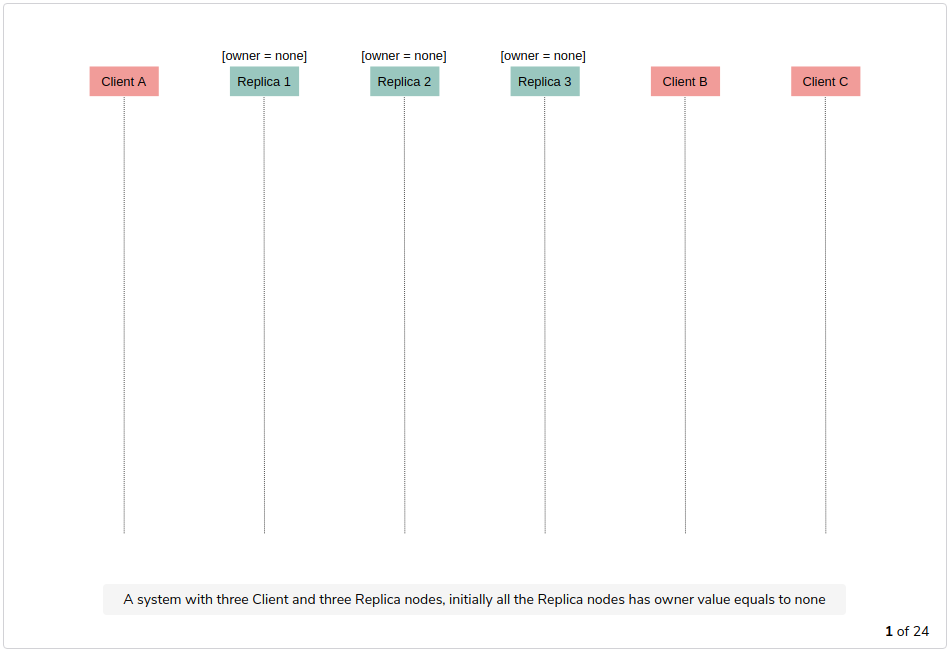 [owner = none] [owner = none] [owner = none]
Client A Replica 1 Replica 2 Replica 3 Client B Client C
A system with three Client and three Replica nodes, initially all the Replica nodes has owner value equals to none
1 of 24